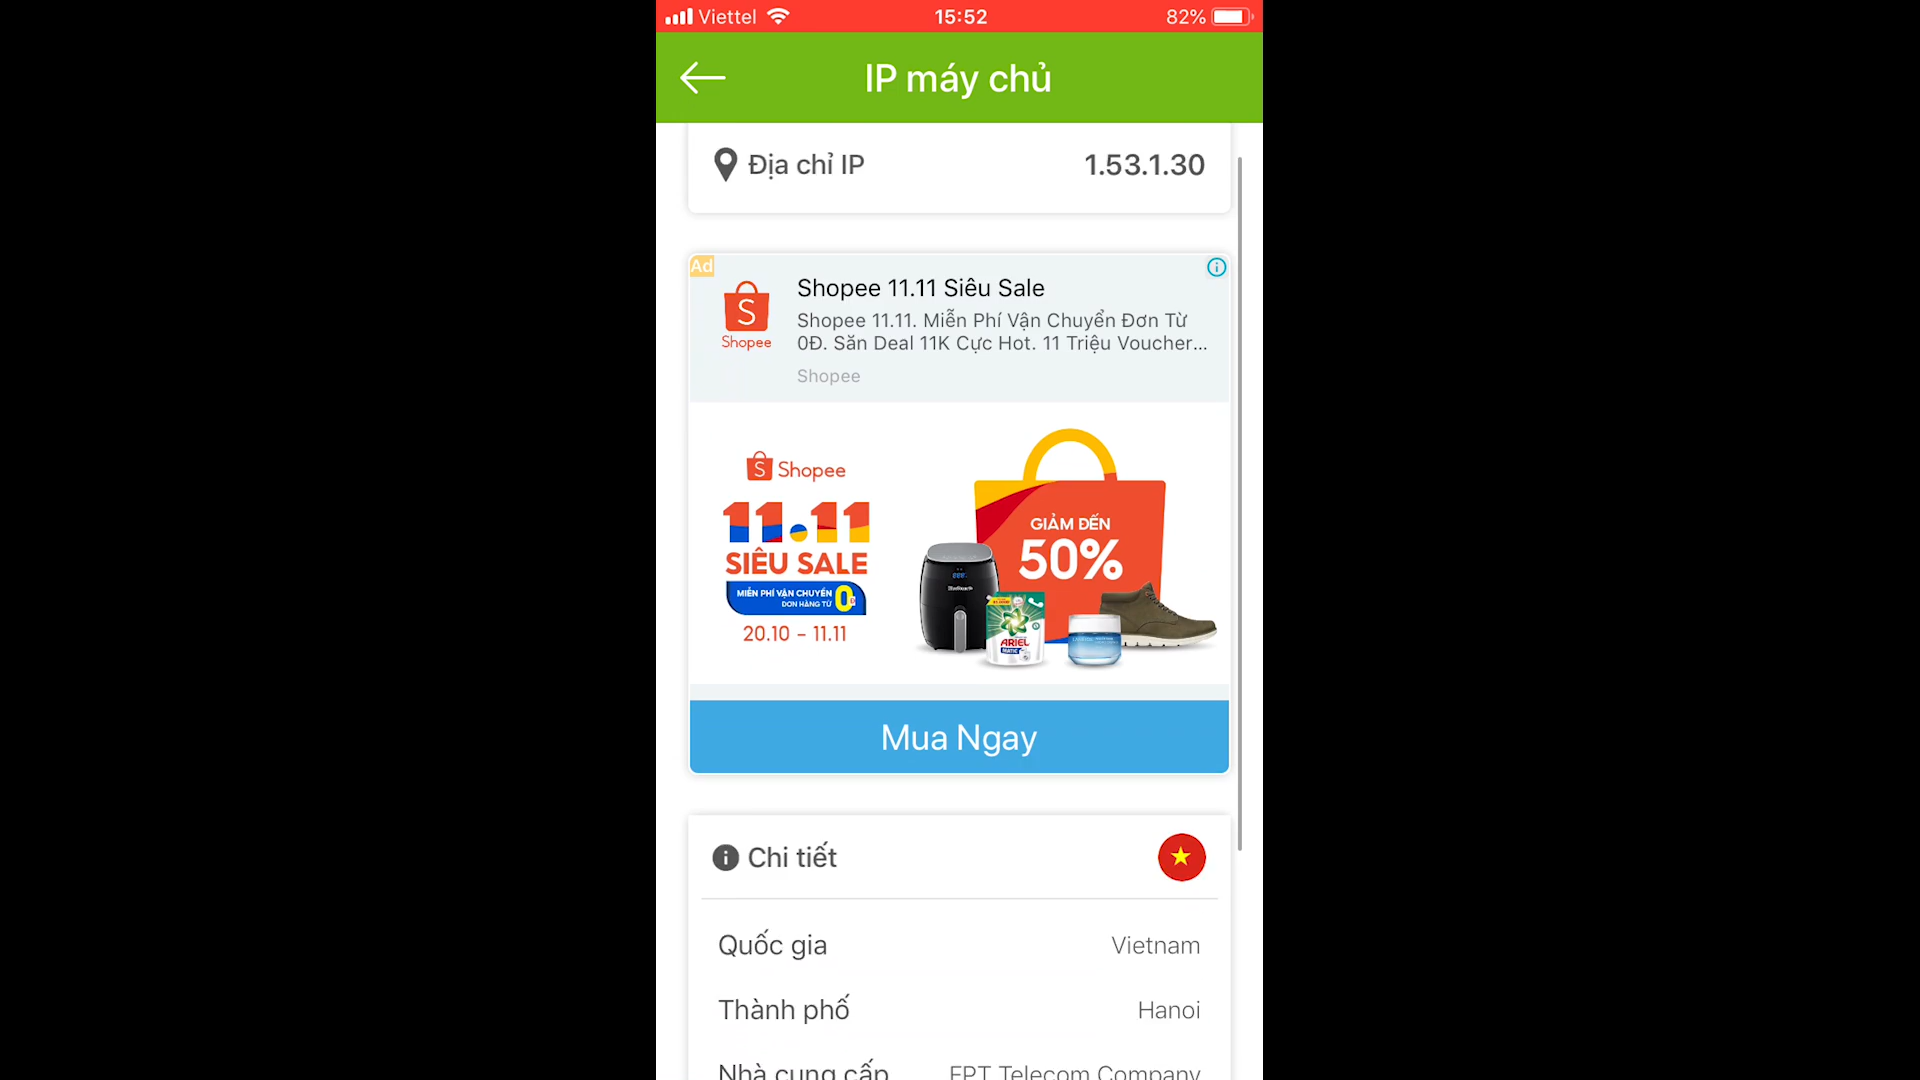 Viettel 15:52 82%
IP máy chủ
Địa chỉ IP 1.53.1.30
Ad
Shopee 11.11 Siêu Sale
Shopee 11.11. Miễn Phí Vận Chuyển Đơn Từ
0Đ. Săn Deal 11K Cực Hot. 11 Triệu Voucher...
Shopee
Shopee
Shopee
11.11
SIÊU SALE
MIỄN PHÍ VẬN CHUYỂN
ĐƠN HÀNG TỪ 0Đ
20.10 - 11.11
GIẢM ĐẾN
50%
ARIEL
MATIC
Mua Ngay
Chi tiết
Quốc gia Vietnam
Thành phố Hanoi
Nhà cung cấp FPT Telecom Company